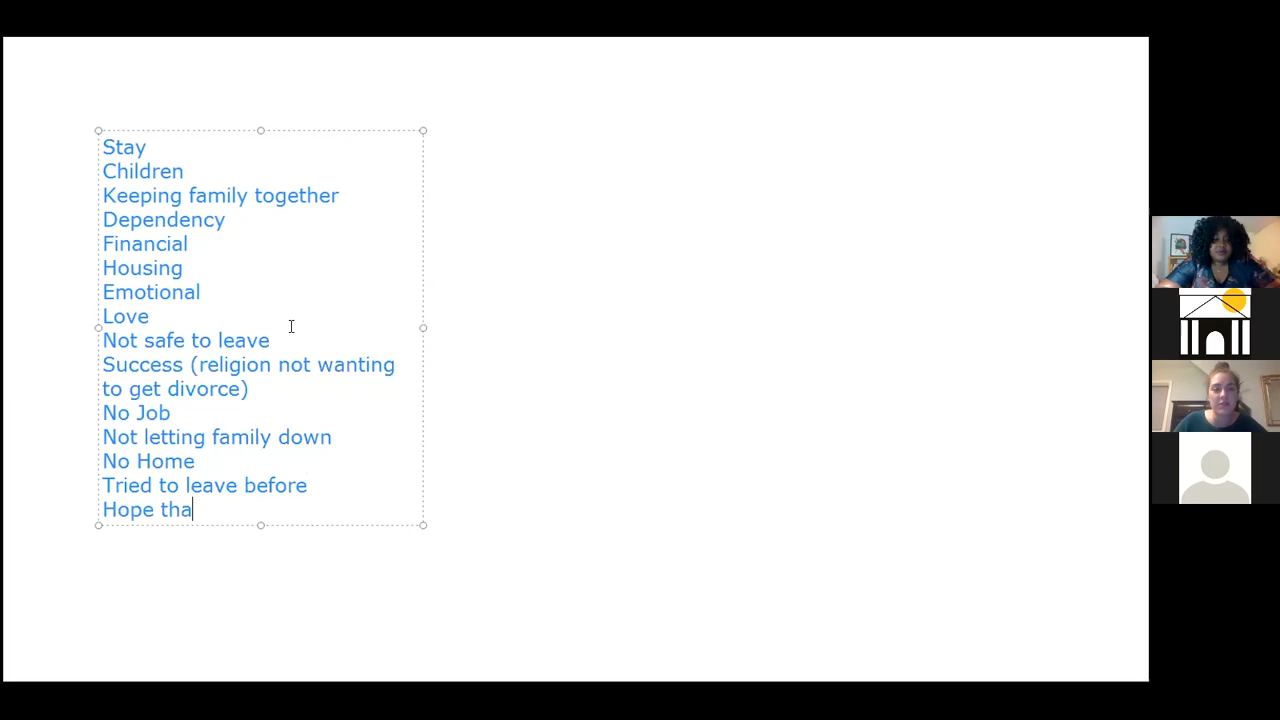 Stay
Children
Keeping family together
Dependency
Financial
Housing
Emotional
Love
Not safe to leave
Success (religion not wanting
to get divorce)
No Job
Not letting family down
No Home
Tried to leave before
Hope tha